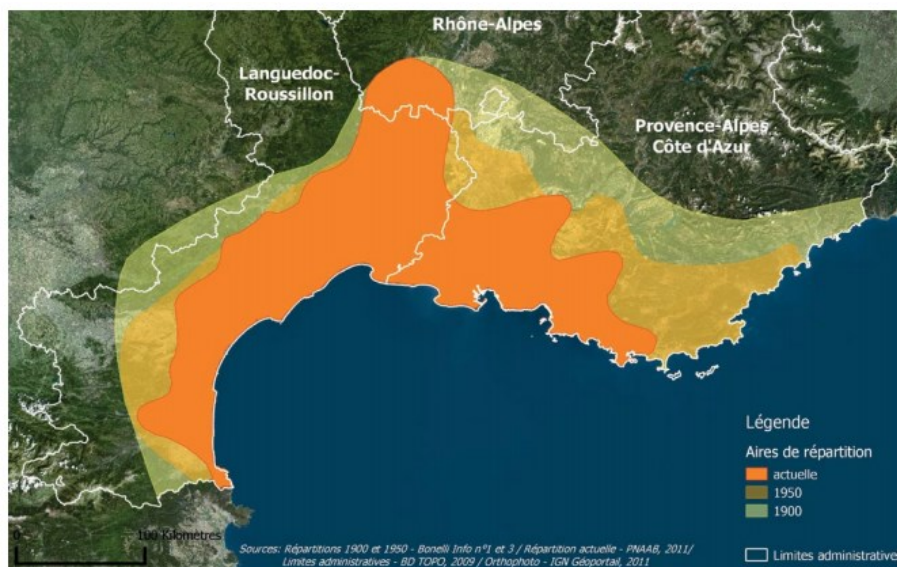 Rhône-Alpes
Languedoc-
Roussillon
Provence-Alpes
Côte d'Azur
Légende
Aires de répartition
actuelle
1950
1900
Limites administratives
0 100 Kilomètres
Sources: Répartitions 1900 et 1950 - Bonelli Info n°1 et 3 / Répartition actuelle - PNAAB, 2011/
Limites administratives - BD TOPO, 2009 / Orthophoto - IGN Géoportail, 2011